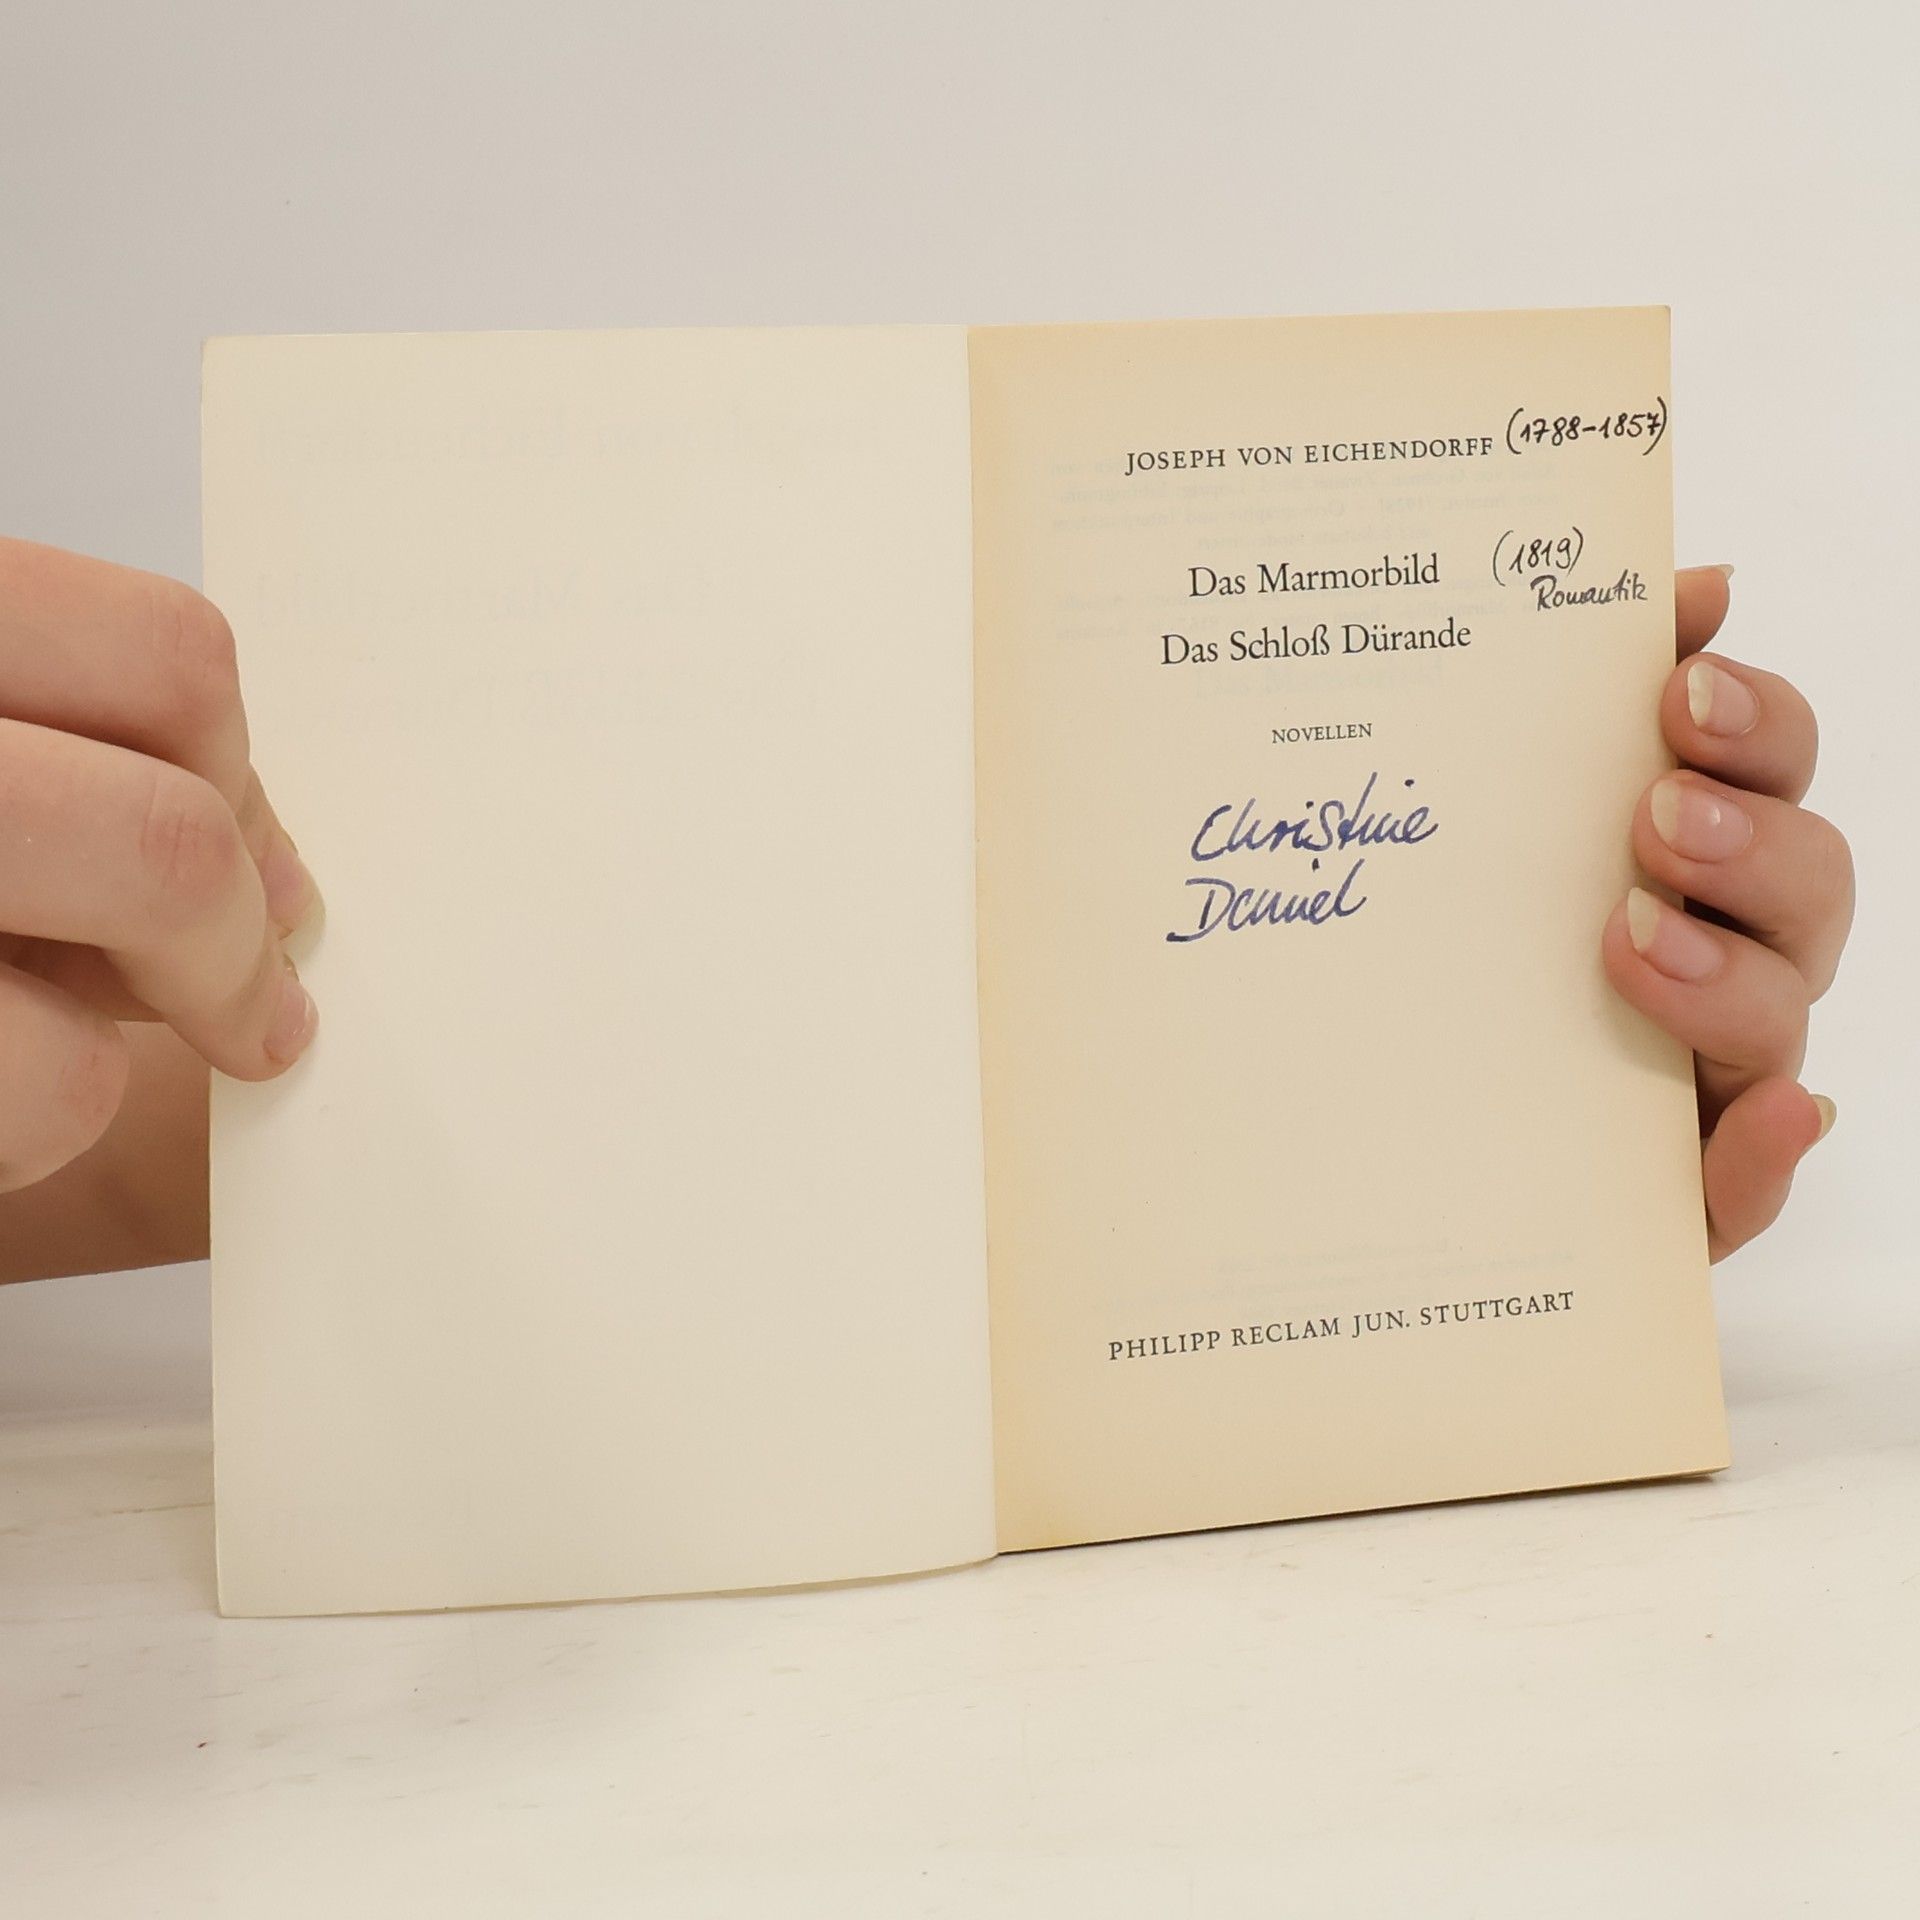 JOSEPH VON EICHENDORFF (1788-1857)
Das Marmorbild (1819)
Romantik
Das Schloß Dürande
NOVELLEN
Christine
Daniel
PHILIPP RECLAM JUN. STUTTGART